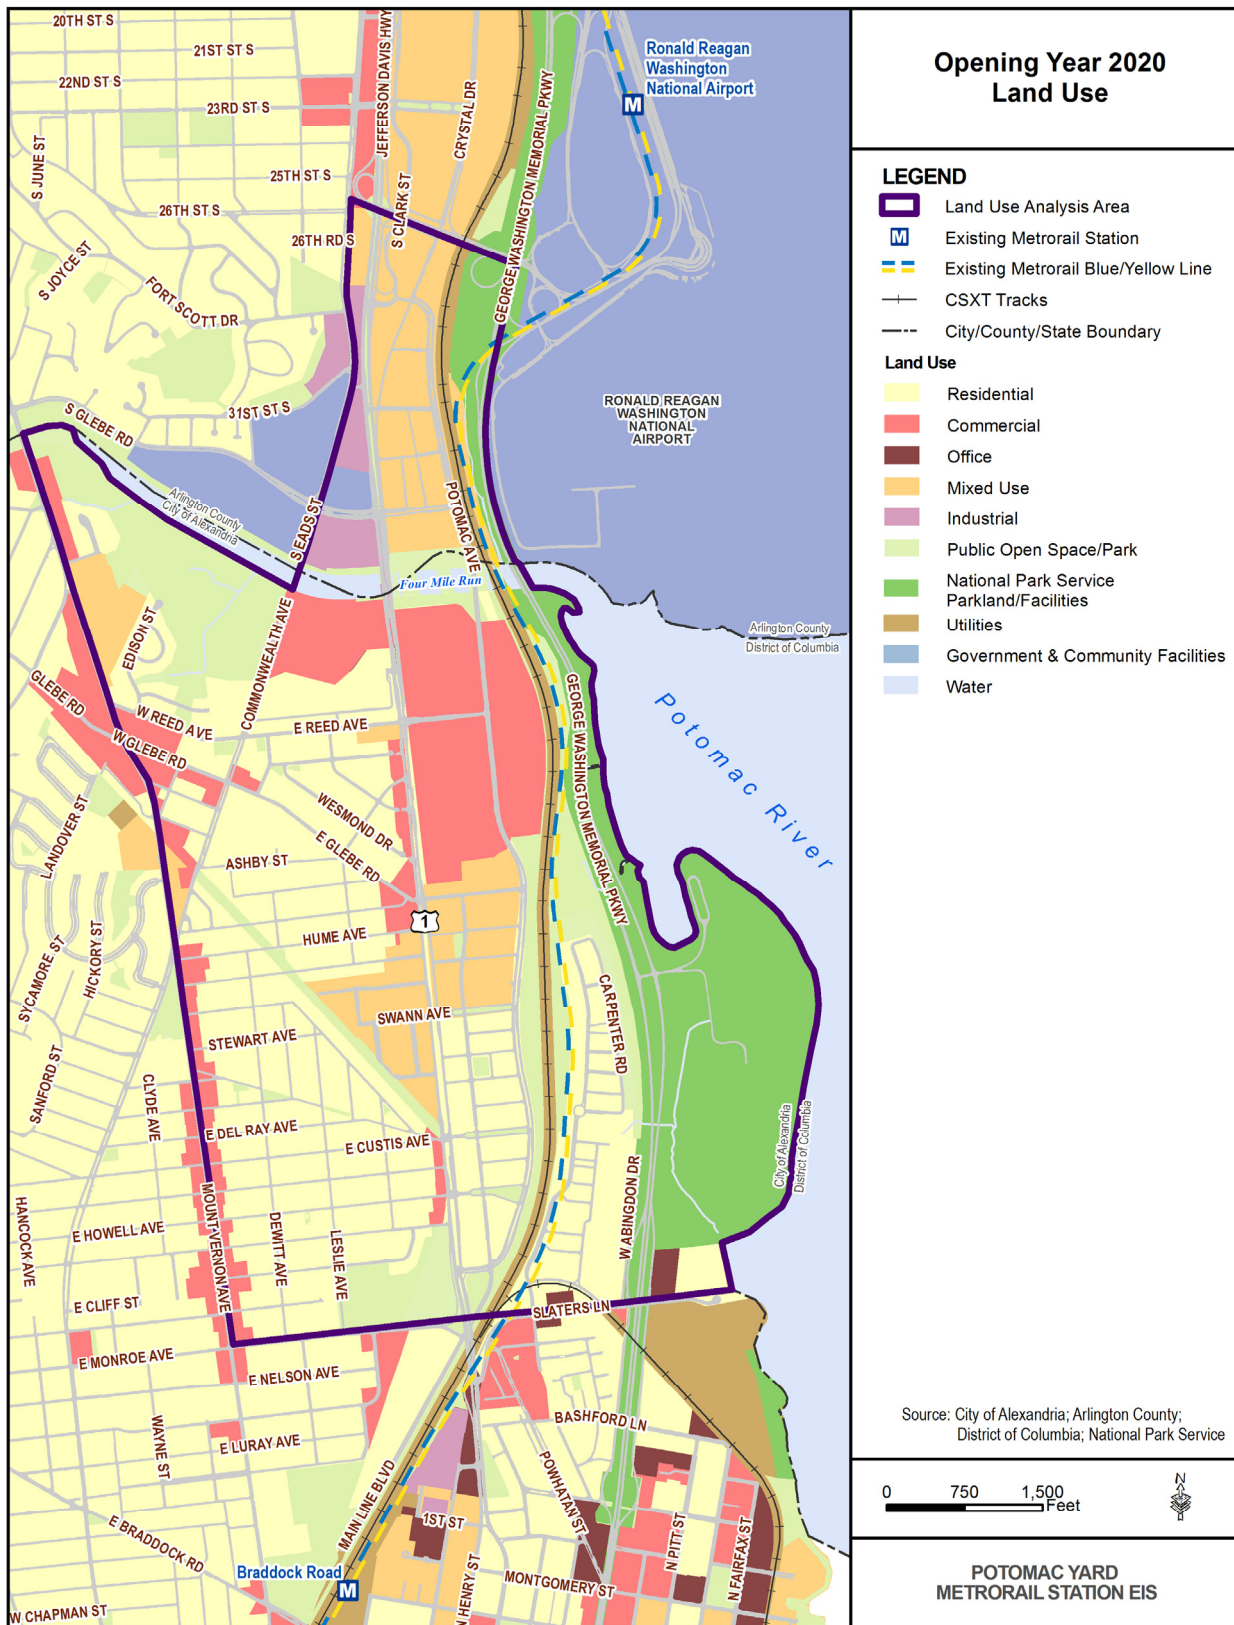 20TH ST S
21ST ST S
22ND ST S
23RD ST S
S JUNE ST
25TH ST S
26TH ST S
26TH RD S
JEFFERSON DAVIS HWY
S CLARK ST
CRYSTAL DR
GEORGE WASHINGTON MEMORIAL PKWY
Ronald Reagan
Washington
National Airport
M
S JOYCE ST
FORT SCOTT DR
31ST ST S
S GLEBE RD
Arlington County
City of Alexandria
S EADS ST
POTOMAC AVE
Four Mile Run
RONALD REAGAN
WASHINGTON
NATIONAL
AIRPORT
Arlington County
District of Columbia
Potomac River
EDISON ST
COMMONWEALTH AVE
GLEBE RD
W REED AVE
W GLEBE RD
E REED AVE
GEORGE WASHINGTON MEMORIAL PKWY
LANDOVER ST
WESMOND DR
E GLEBE RD
ASHBY ST
1
HUME AVE
SYCAMORE ST
HICKORY ST
SWANN AVE
CARPENTER RD
STEWART AVE
SANFORD ST
CLYDE AVE
E DEL RAY AVE
E CUSTIS AVE
City of Alexandria
District of Columbia
HANCOCK AVE
E HOWELL AVE
MOUNT VERNON AVE
DEWITT AVE
LESLIE AVE
W ABINGDON DR
E CLIFF ST
SLATERS LN
E MONROE AVE
E NELSON AVE
WAYNE ST
E LURAY AVE
BASHFORD LN
MAIN LINE BLVD
POWHATAN ST
1ST ST
N PITT ST
N FAIRFAX ST
E BRADDOCK RD
Braddock Road
M
N HENRY ST
MONTGOMERY ST
W CHAPMAN ST
Opening Year 2020
Land Use
LEGEND
Land Use Analysis Area
M Existing Metrorail Station
Existing Metrorail Blue/Yellow Line
CSXT Tracks
City/County/State Boundary
Land Use
Residential
Commercial
Office
Mixed Use
Industrial
Public Open Space/Park
National Park Service
Parkland/Facilities
Utilities
Government & Community Facilities
Water
Source: City of Alexandria; Arlington County;
District of Columbia; National Park Service
0 750 1,500
Feet
N
POTOMAC YARD
METRORAIL STATION EIS